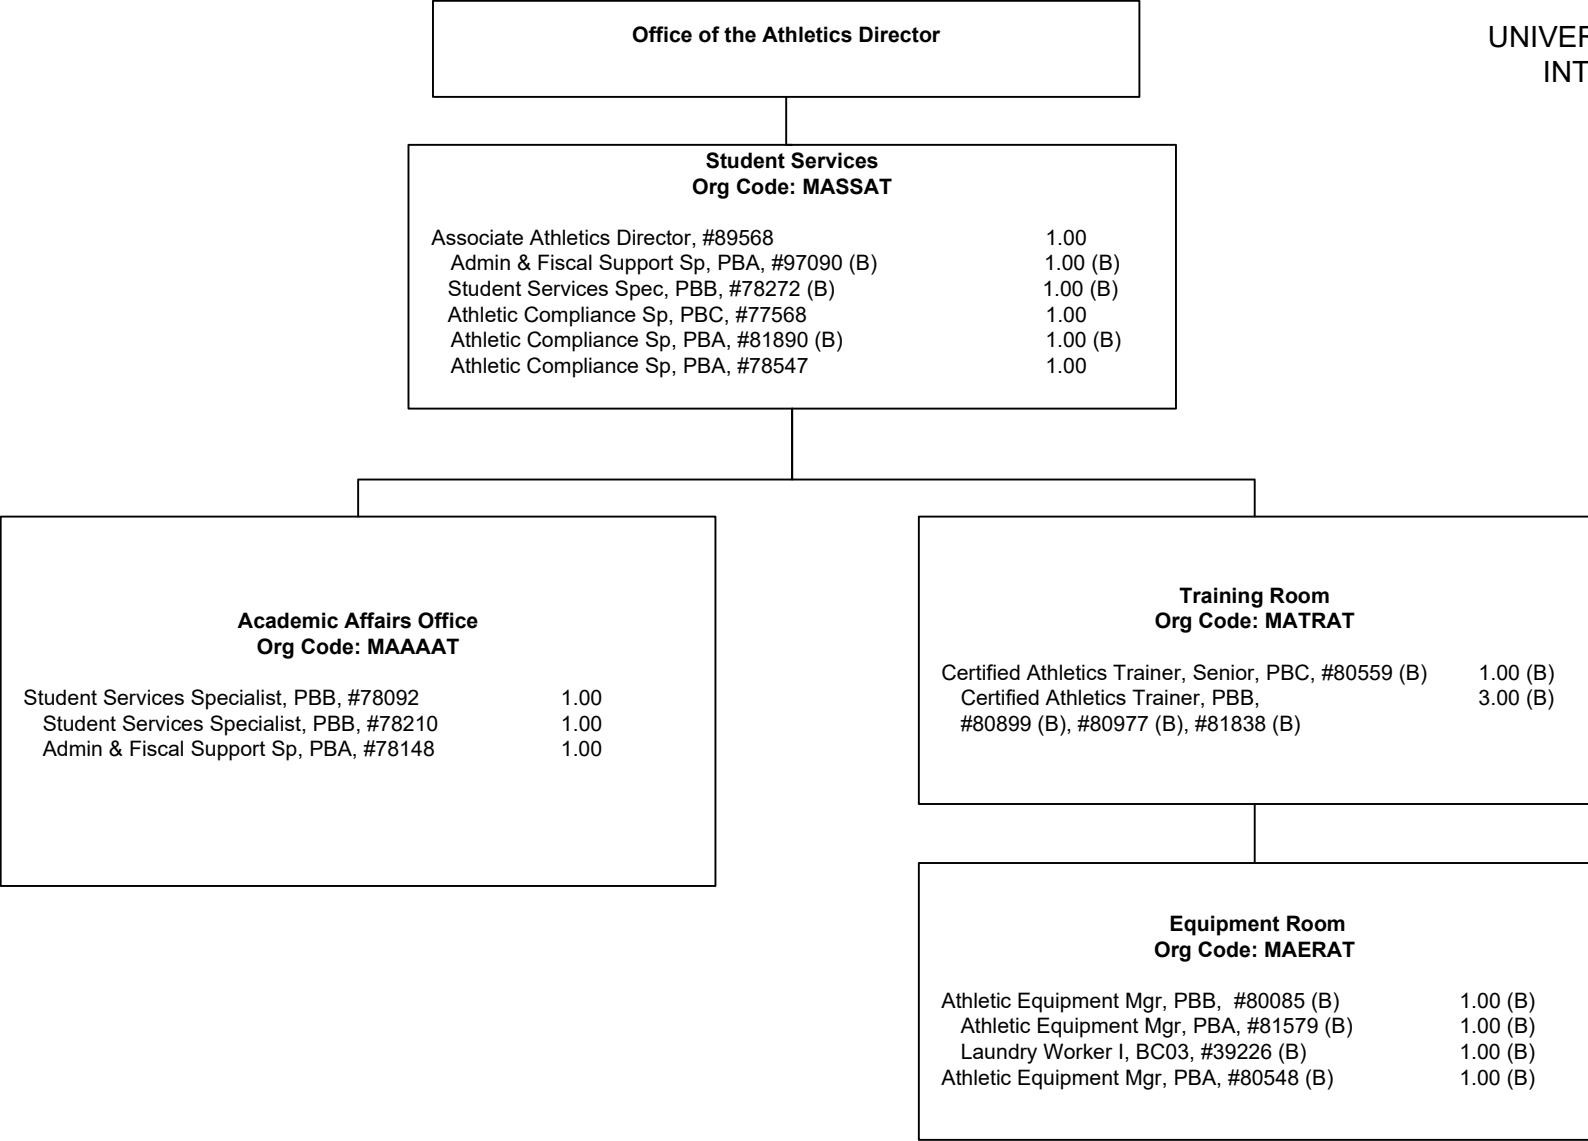 Office of the Athletics Director
UNIVER
INT
Student Services
Org Code: MASSAT
Associate Athletics Director, #89568 1.00
Admin & Fiscal Support Sp, PBA, #97090 (B) 1.00 (B)
Student Services Spec, PBB, #78272 (B) 1.00 (B)
Athletic Compliance Sp, PBC, #77568 1.00
Athletic Compliance Sp, PBA, #81890 (B) 1.00 (B)
Athletic Compliance Sp, PBA, #78547 1.00
Academic Affairs Office
Org Code: MAAAAT
Student Services Specialist, PBB, #78092 1.00
Student Services Specialist, PBB, #78210 1.00
Admin & Fiscal Support Sp, PBA, #78148 1.00
Training Room
Org Code: MATRAT
Certified Athletics Trainer, Senior, PBC, #80559 (B) 1.00 (B)
Certified Athletics Trainer, PBB, 3.00 (B)
#80899 (B), #80977 (B), #81838 (B)
Equipment Room
Org Code: MAERAT
Athletic Equipment Mgr, PBB, #80085 (B) 1.00 (B)
Athletic Equipment Mgr, PBA, #81579 (B) 1.00 (B)
Laundry Worker I, BC03, #39226 (B) 1.00 (B)
Athletic Equipment Mgr, PBA, #80548 (B) 1.00 (B)